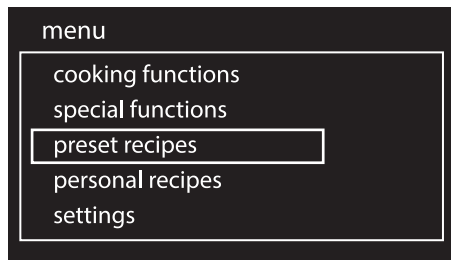 menu
cooking functions
special functions
preset recipes
personal recipes
settings